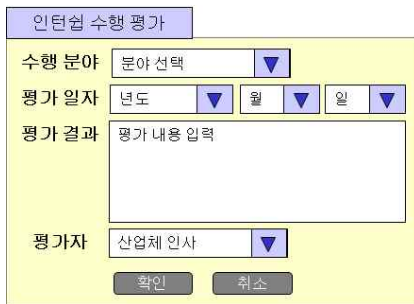 인턴쉽 수행 평가
수행 분야 분야 선택
평가 일자 년도 월 일
평가 결과 평가 내용 입력
평가자 산업체 인사
확인 취소